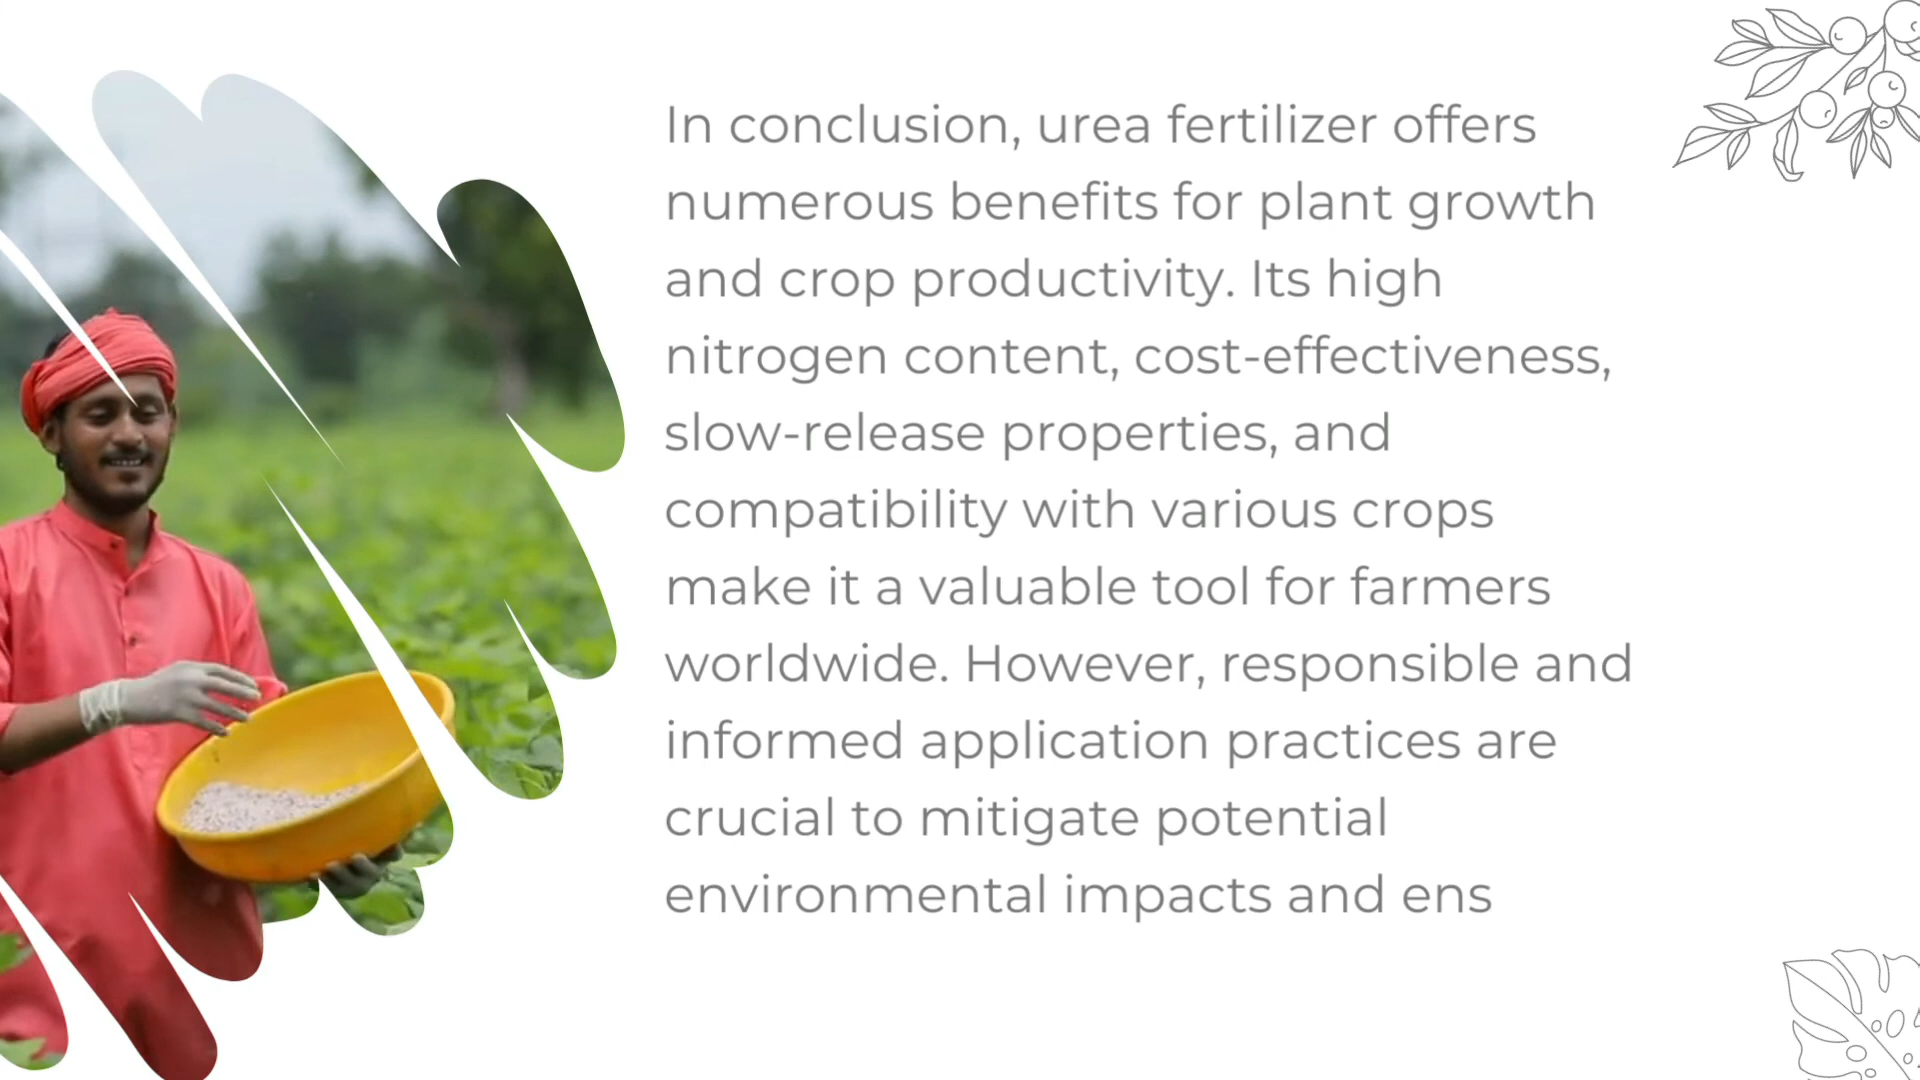 In conclusion, urea fertilizer offers
numerous benefits for plant growth
and crop productivity. Its high
nitrogen content, cost-effectiveness,
slow-release properties, and
compatibility with various crops
make it a valuable tool for farmers
worldwide. However, responsible and
informed application practices are
crucial to mitigate potential
environmental impacts and ens